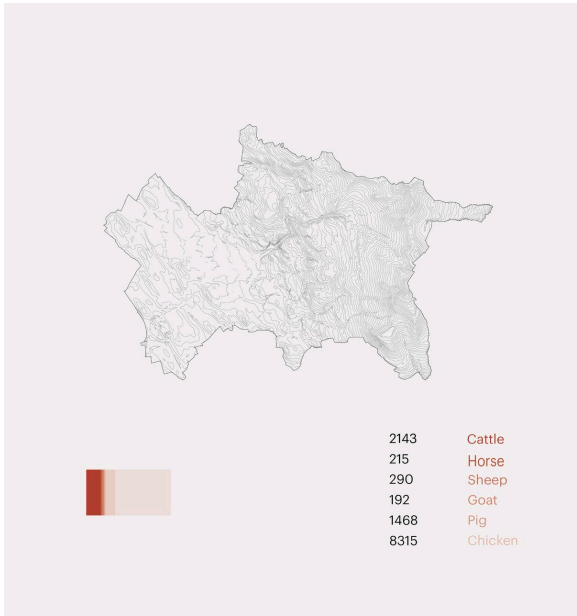 2143 Cattle
215 Horse
290 Sheep
192 Goat
1468 Pig
8315 Chicken